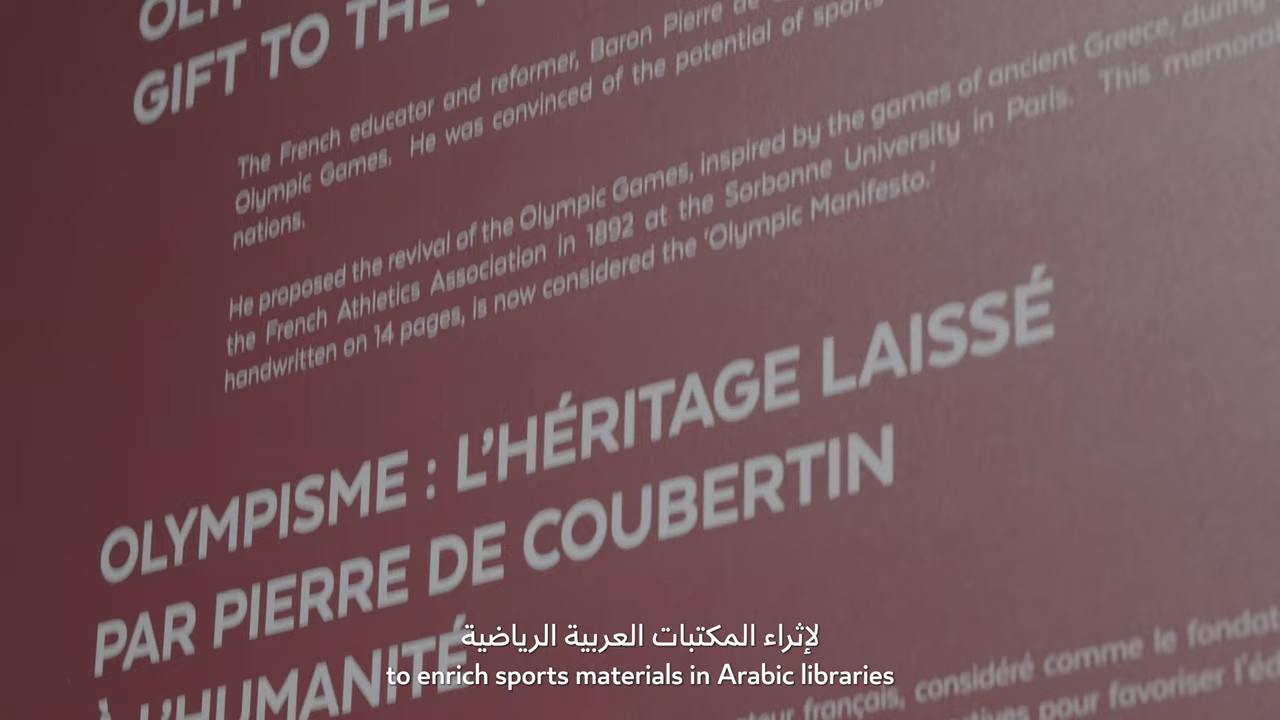 GIFT TO THE
The French educator and reformer, Baron Pierre de
Olympic Games. He was convinced of the potential of sports
nations.
He proposed the revival of the Olympic Games, inspired by the games of ancient Greece, during
the French Athletics Association in 1892 at the Sorbonne University in Paris. This
handwritten on 14 pages, is now considered the ‘Olympic Manifesto.’
OLYMPISME : L’HÉRITAGE LAISSÉ
PAR PIERRE DE COUBERTIN
À L’HUMANITÉ
français, considéré comme le
pour favoriser
لإثراء المكتبات العربية الرياضية
to enrich sports materials in Arabic libraries